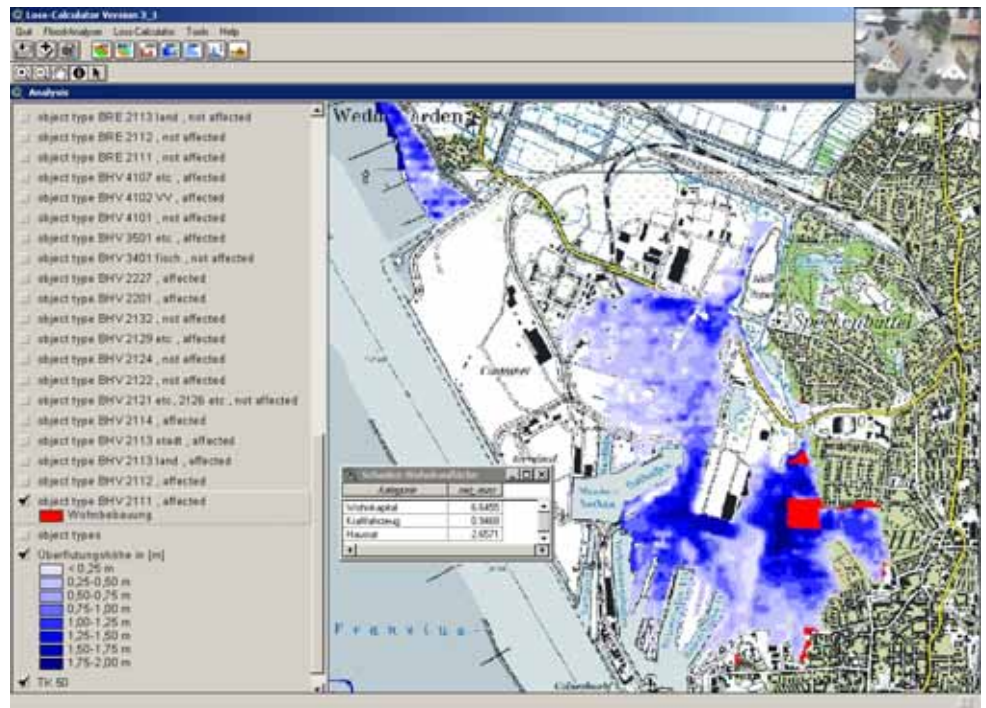 Loss-Calculator Version 3_1
Quit FloodAnalyser Loss-Calculator Tools Help
Analysis
object type BRE 2113 land , not affected
object type BRE 2112 , not affected
object type BRE 2111 , not affected
object type BHV 4107 etc , affected
object type BHV 4102 VV , affected
object type BHV 4101 , not affected
object type BHV 3501 etc , affected
object type BHV 3401 fisch , not affected
object type BHV 2227 , affected
object type BHV 2201 , affected
object type BHV 2132 , not affected
object type BHV 2129 etc , affected
object type BHV 2124 , not affected
object type BHV 2122 , not affected
object type BHV 2121 etc, 2126 etc , not affected
object type BHV 2114 , affected
object type BHV 2113 stadt , affected
object type BHV 2113 land , affected
object type BHV 2112 , affected
object type BHV 2111 , affected
Wohnbebauung
object types
Überflutungshöhe in [m]
< 0,25 m
0,25-0,50 m
0,50-0,75 m
0,75-1,00 m
1,00-1,25 m
1,25-1,50 m
1,50-1,75 m
1,75-2,00 m
TK 50
Speckenbüttel
Kategorie
Wohnkapital 6.6455
Kraftfahrzeug
Hausrat 2.6571